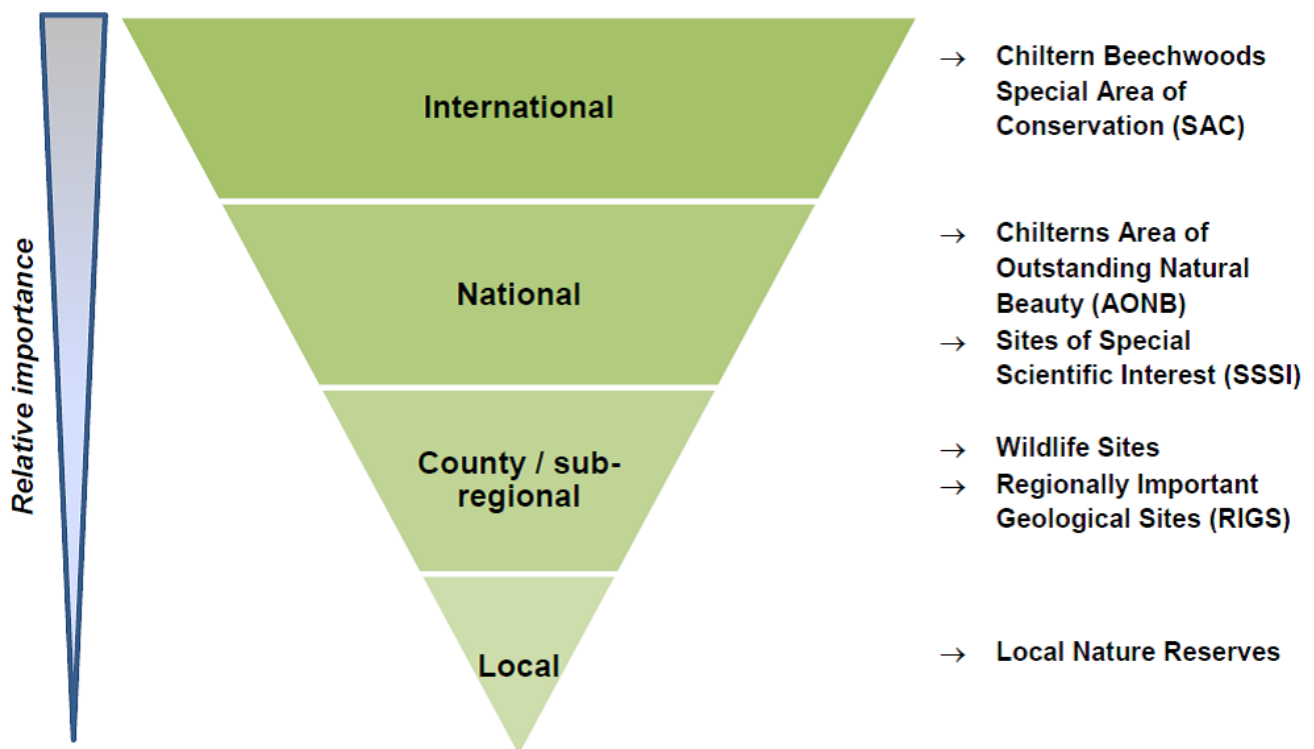 Relative importance
International
→ Chiltern Beechwoods
Special Area of
Conservation (SAC)
National
→ Chilterns Area of
Outstanding Natural
Beauty (AONB)
→ Sites of Special
Scientific Interest (SSSI)
County / sub-
regional
→ Wildlife Sites
→ Regionally Important
Geological Sites (RIGS)
Local
→ Local Nature Reserves